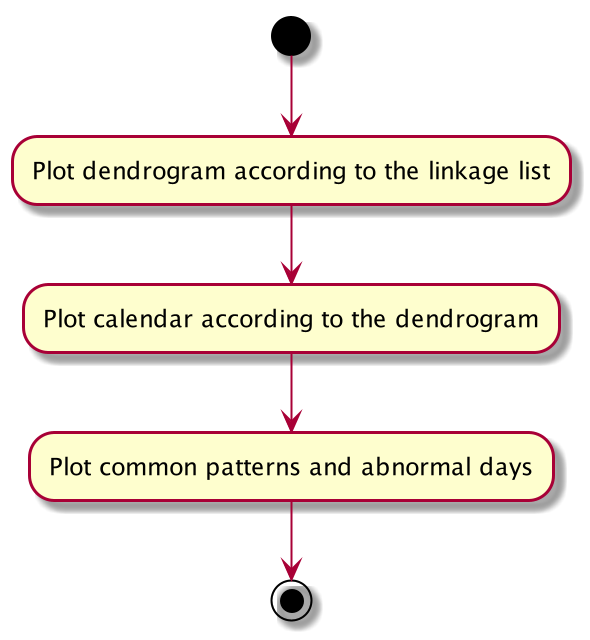 Plot dendrogram according to the linkage list
Plot calendar according to the dendrogram
Plot common patterns and abnormal days